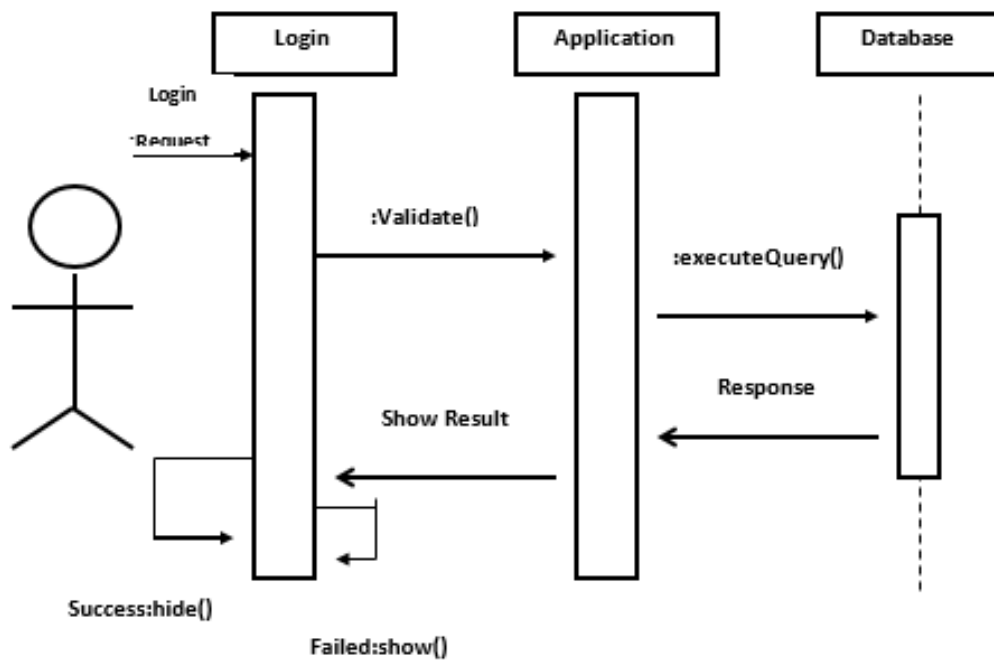 Login
Application
Database
Login
:Request
:Validate()
:executeQuery()
Response
Show Result
Success:hide()
Failed:show()